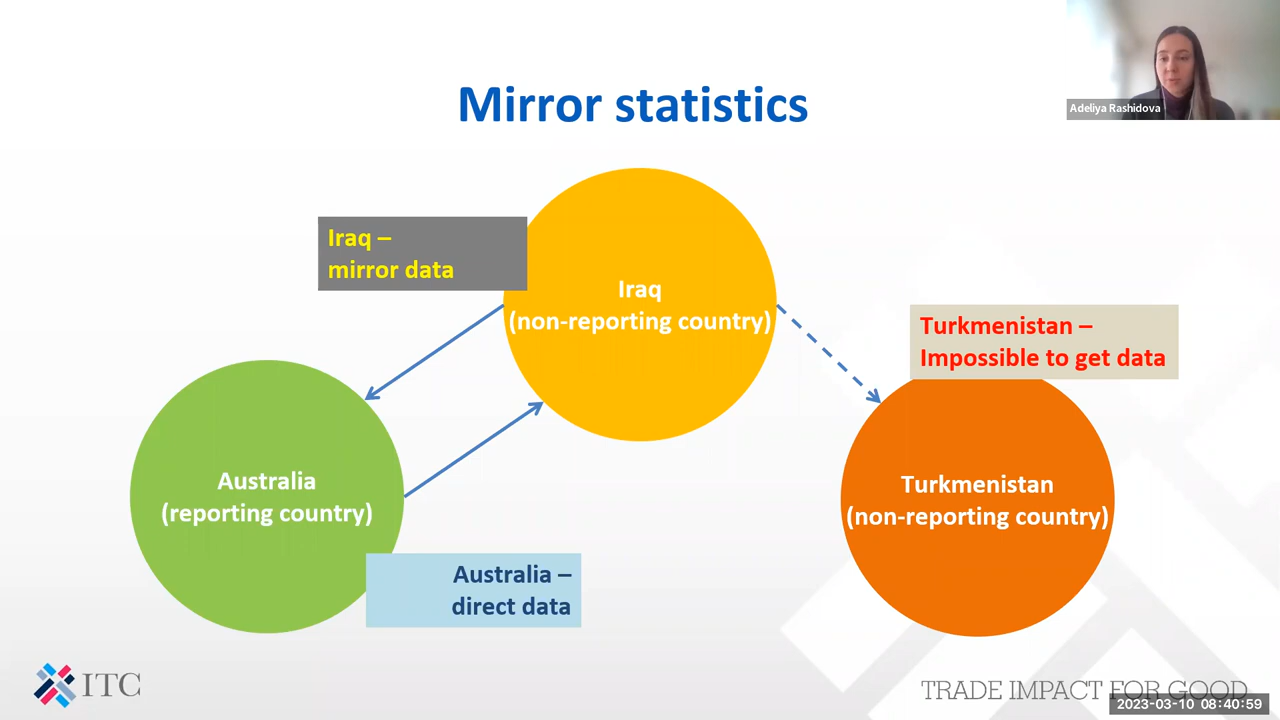 Adeliya Rashidova
Mirror statistics
Iraq –
mirror data
Iraq
(non-reporting country)
Turkmenistan –
Impossible to get data
Australia
(reporting country)
Turkmenistan
(non-reporting country)
Australia –
direct data
ITC
TRADE IMPACT FOR GOOD
2023-03-10 08:40:59